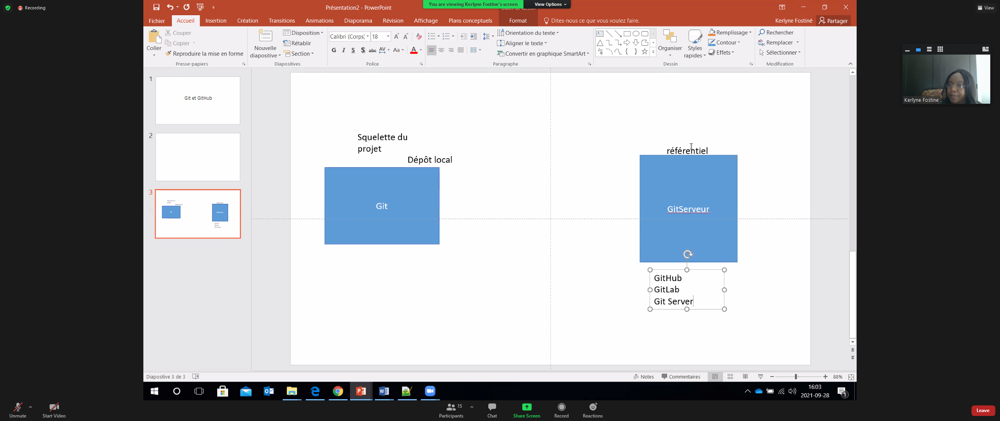 Recording
Présentation2 - PowerPoint
You are viewing Kerlyne Fostine's screen
View Options
View
Fichier
Accueil
Insertion
Création
Transitions
Animations
Diaporama
Révision
Affichage
Plans conceptuels
Format
Dites-nous ce que vous voulez faire.
Kerlyne Fostiné
Partager
Coller
Couper
Copier
Reproduire la mise en forme
Presse-papiers
Nouvelle
diapositive
Disposition
Rétablir
Section
Diapositives
Calibri (Corps)
18
G I S S abc AV Aa A
Police
Orientation du texte
Aligner le texte
Convertir en graphique SmartArt
Paragraphe
Organiser
Styles
rapides
Remplissage
Contour
Effets
Dessin
Rechercher
Remplacer
Sélectionner
Modification
Kerlyne Fostine
1
Git et GitHub
2
3
Squelette du
projet
Dépôt local
Git
référentiel
GitServeur
GitHub
GitLab
Git Server
Diapositive 3 de 3
Notes
Commentaires
88%
16:03
2021-09-28
1
Unmute
Start Video
15
Participants
Chat
Share Screen
Record
Reactions
Leave